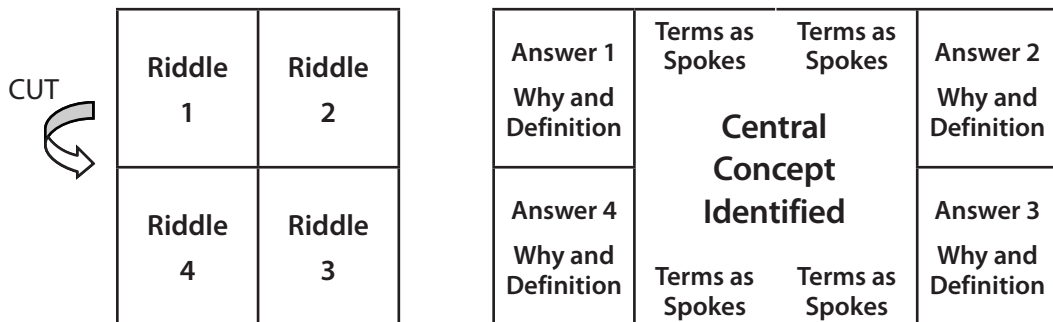 CUT
Riddle
1
Riddle
2
Riddle
4
Riddle
3
Answer 1
Why and
Definition
Terms as
Spokes
Terms as
Spokes
Answer 2
Why and
Definition
Central
Concept
Identified
Answer 4
Why and
Definition
Terms as
Spokes
Terms as
Spokes
Answer 3
Why and
Definition